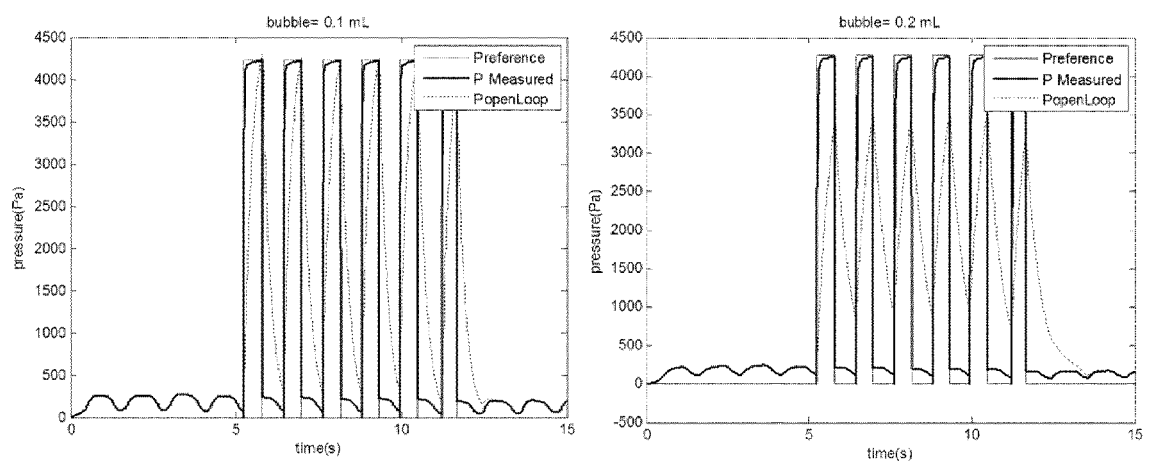 bubble= 0.1 mL
4500
4000
3500
3000
2500
2000
1500
1000
500
0
pressure(Pa)
Preference
P Measured
PopenLoop
0
5
10
15
time(s)
bubble= 0.2 mL
4500
4000
3500
3000
2500
2000
1500
1000
500
0
-500
pressure(Pa)
Preference
P Measured
PopenLoop
0
5
10
15
time(s)